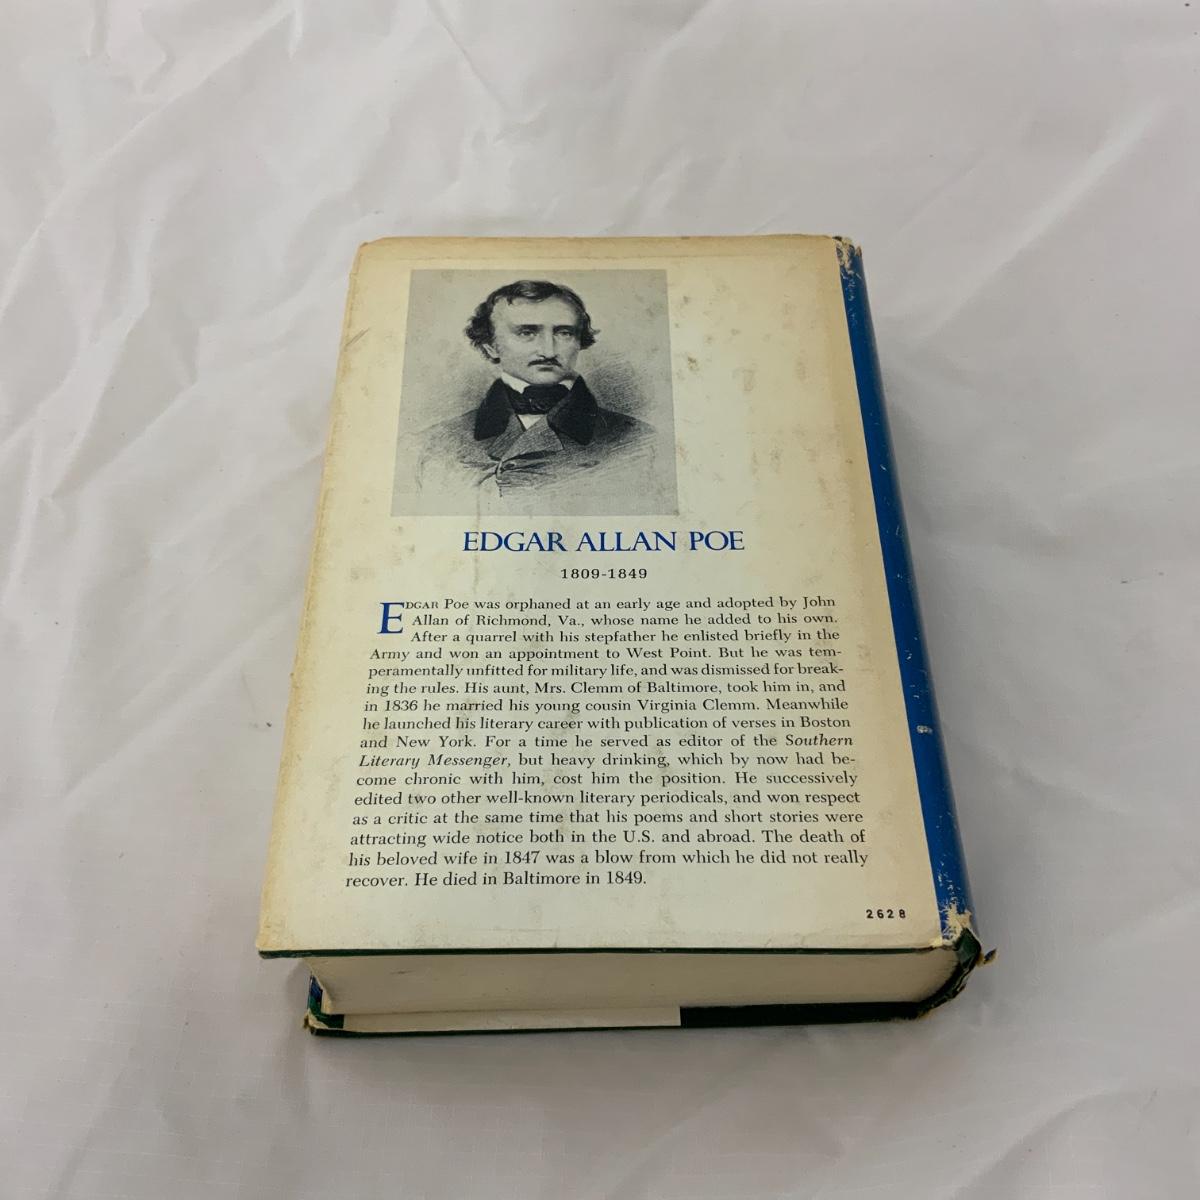 EDGAR ALLAN POE
1809-1849
EDGAR Poe was orphaned at an early age and adopted by John
Allan of Richmond, Va., whose name he added to his own.
After a quarrel with his stepfather he enlisted briefly in the
Army and won an appointment to West Point. But he was tem-
peramentally unfitted for military life, and was dismissed for break-
ing the rules. His aunt, Mrs. Clemm of Baltimore, took him in, and
in 1836 he married his young cousin Virginia Clemm. Meanwhile
he launched his literary career with publication of verses in Boston
and New York. For a time he served as editor of the Southern
Literary Messenger, but heavy drinking, which by now had be-
come chronic with him, cost him the position. He successively
edited two other well-known literary periodicals, and won respect
as a critic at the same time that his poems and short stories were
attracting wide notice both in the U.S. and abroad. The death of
his beloved wife in 1847 was a blow from which he did not really
recover. He died in Baltimore in 1849.
2628